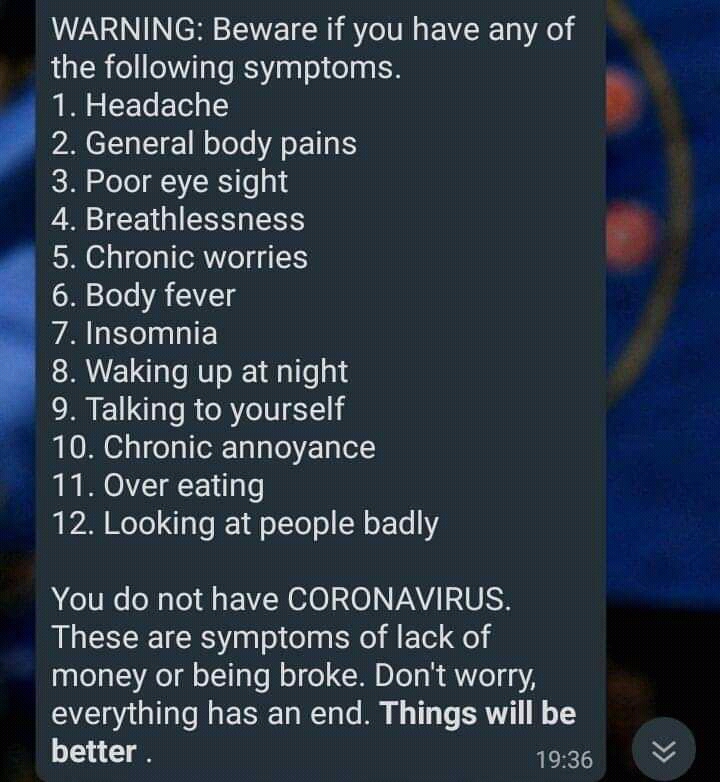 WARNING: Beware if you have any of
the following symptoms.
1. Headache
2. General body pains
3. Poor eye sight
4. Breathlessness
5. Chronic worries
6. Body fever
7. Insomnia
8. Waking up at night
9. Talking to yourself
10. Chronic annoyance
11. Over eating
12. Looking at people badly
You do not have CORONAVIRUS.
These are symptoms of lack of
money or being broke. Don't worry,
everything has an end. Things will be
better .
19:36